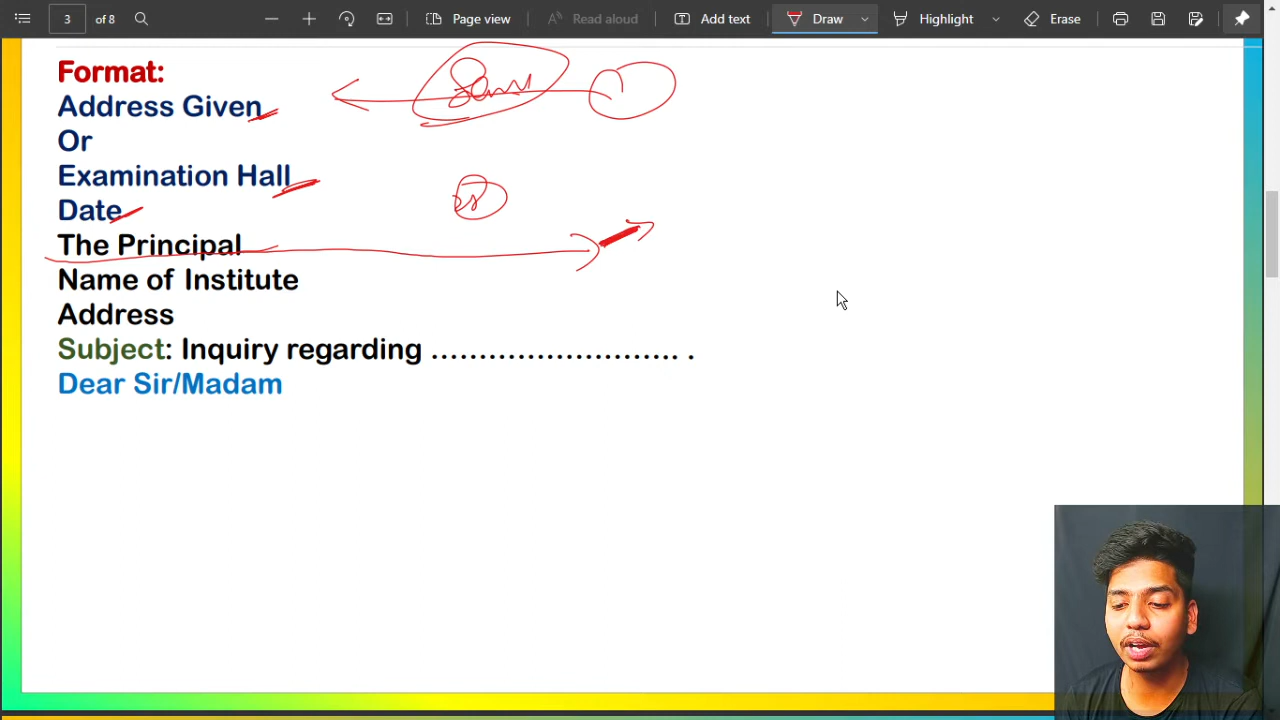 3 of 8 Page view Read aloud Add text Draw Highlight Erase
Format:
Address Given
Or
Examination Hall
Date
The Principal
Name of Institute
Address
Subject: Inquiry regarding ………………………. .
Dear Sir/Madam